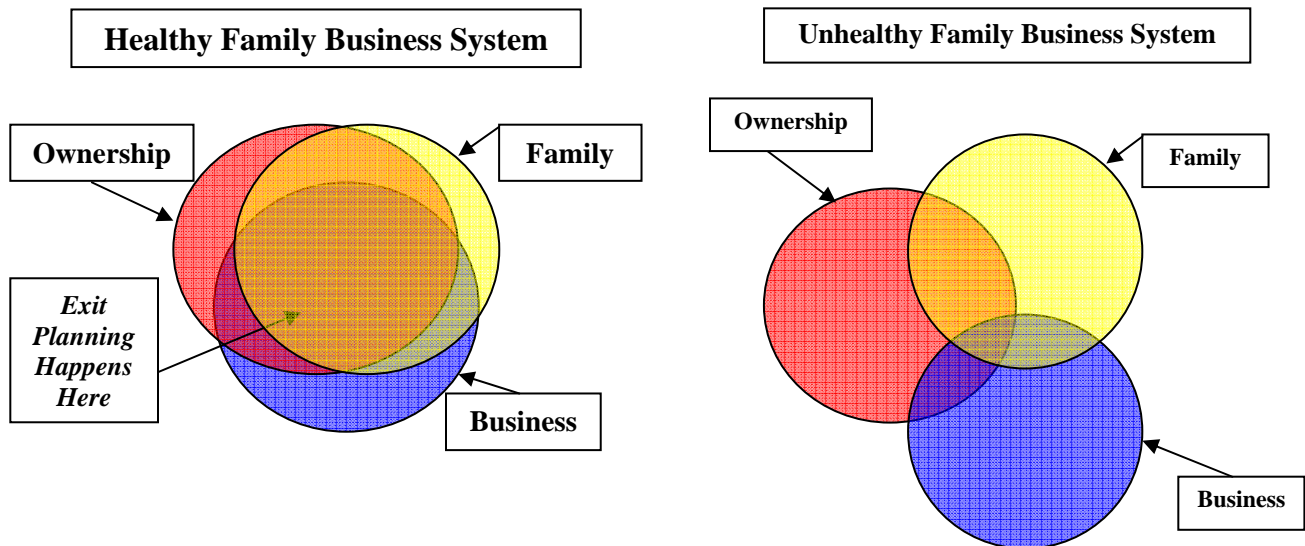 Healthy Family Business System
Ownership
Family
Exit
Planning
Happens
Here
Business
Unhealthy Family Business System
Ownership
Family
Business